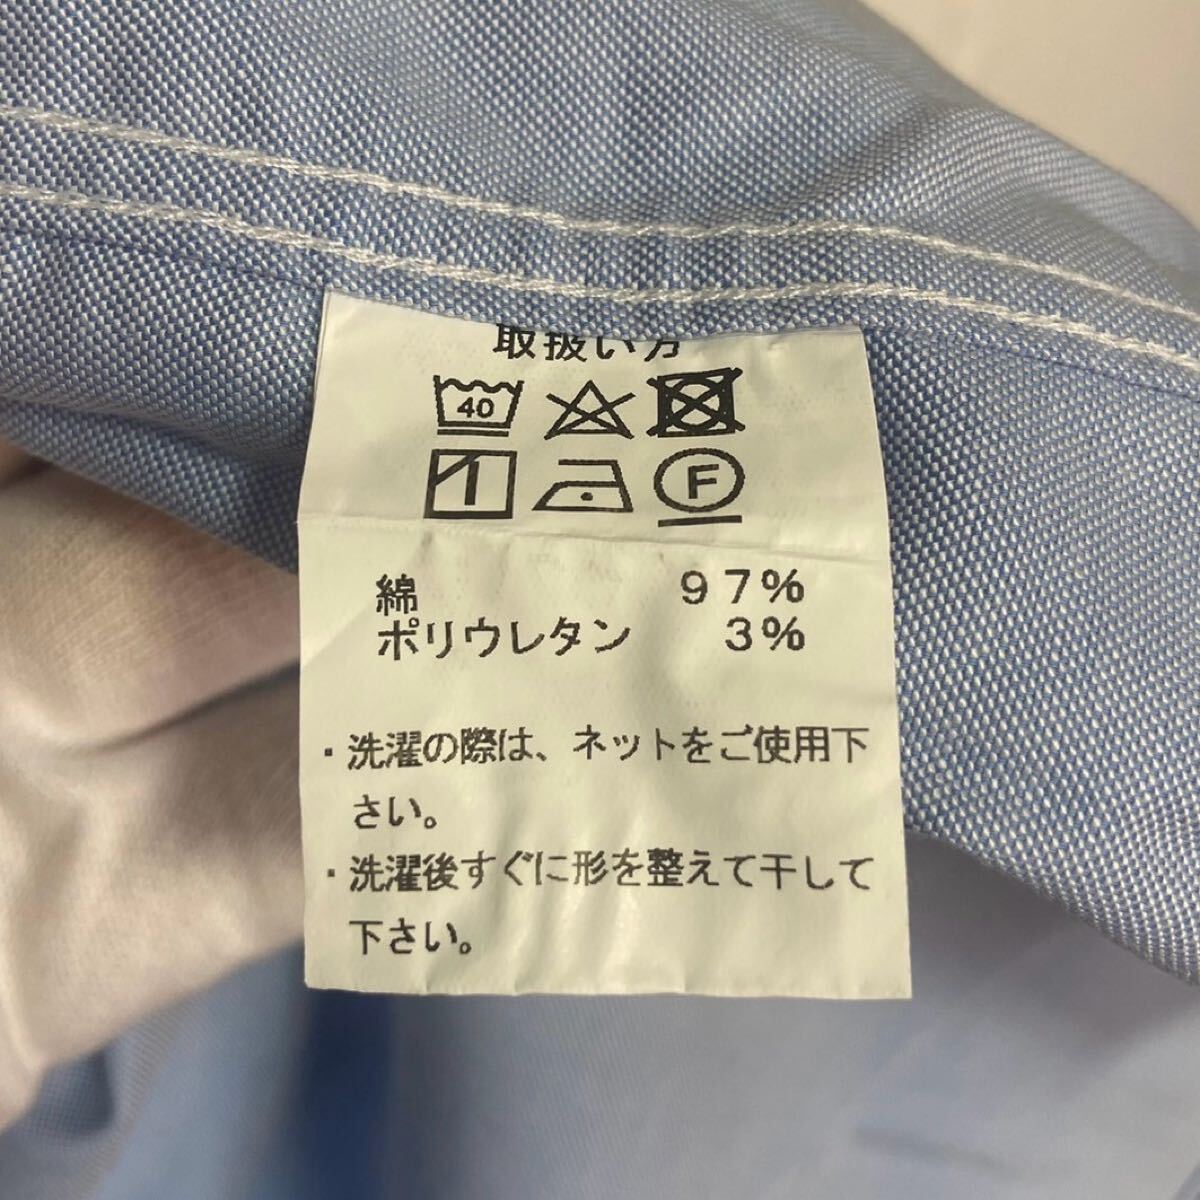 取扱い方
40
F
綿 97%
ポリウレタン 3%
・洗濯の際は、ネットをご使用下
さい。
・洗濯後すぐに形を整えて干して
下さい。